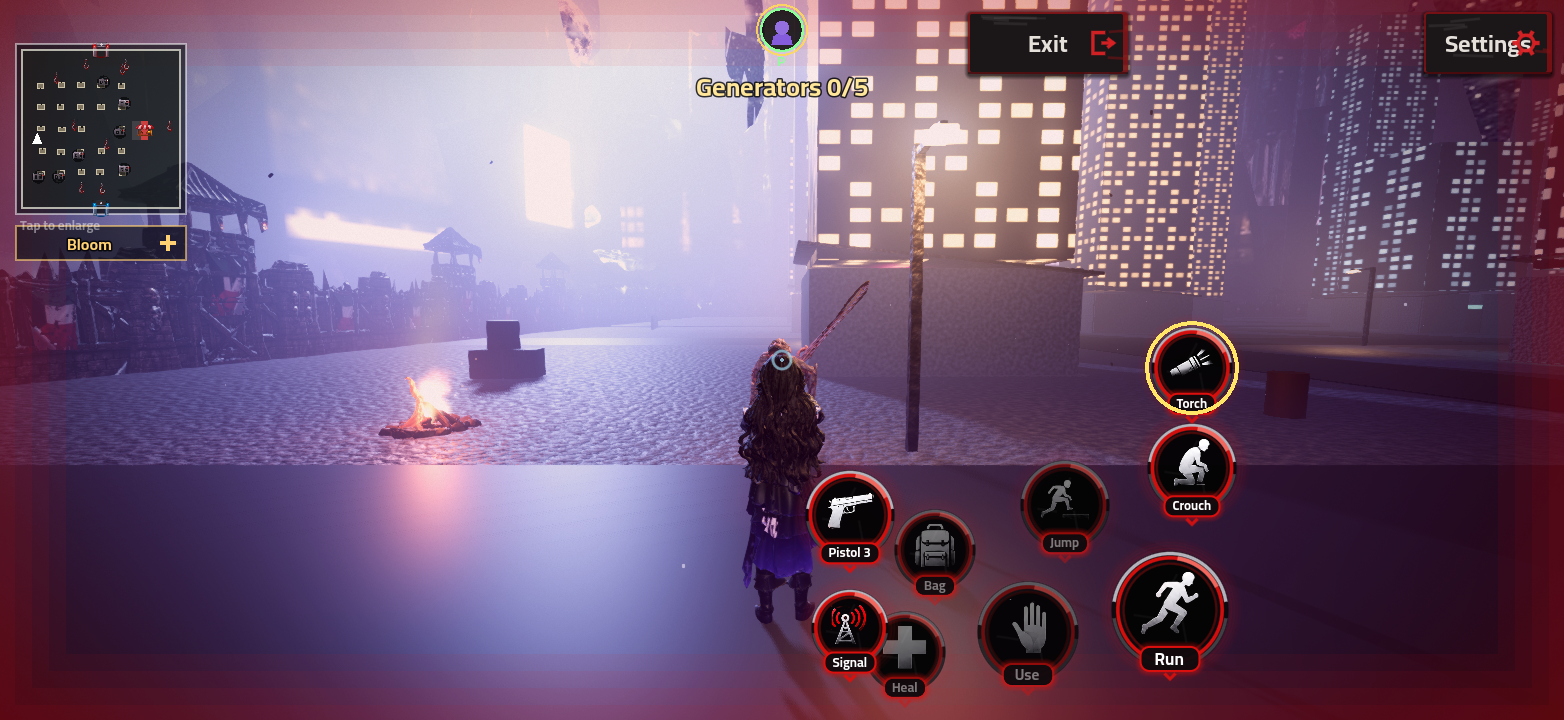 Exit
Settings
Generators 0/5
Tap to enlarge
Bloom
Torch
Crouch
Pistol 3
Jump
Bag
Signal
Heal
Use
Run